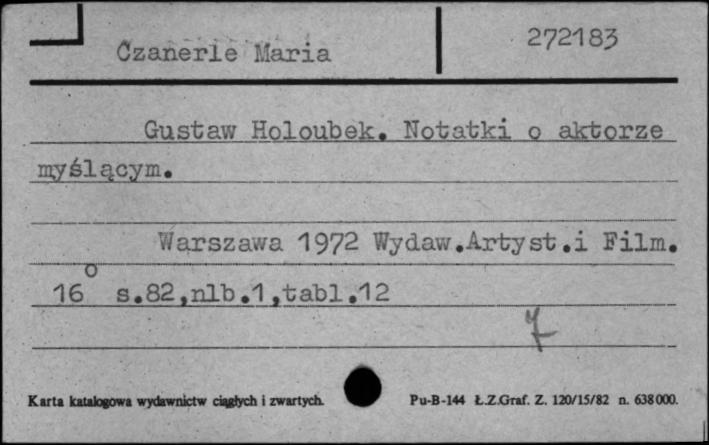 Czanerle Maria
272183
Gustaw Holoubek. Notatki o aktorze
myślącym.
Warszawa 1972 Wydaw.Artyst.i Film.
16° s.82,nlb.1,tabl.12
7
Karta katalogowa wydawnictw ciągłych i zwartych.
Pu-B-144 Ł.Z.Graf. Z. 120/15/82 n. 638000.